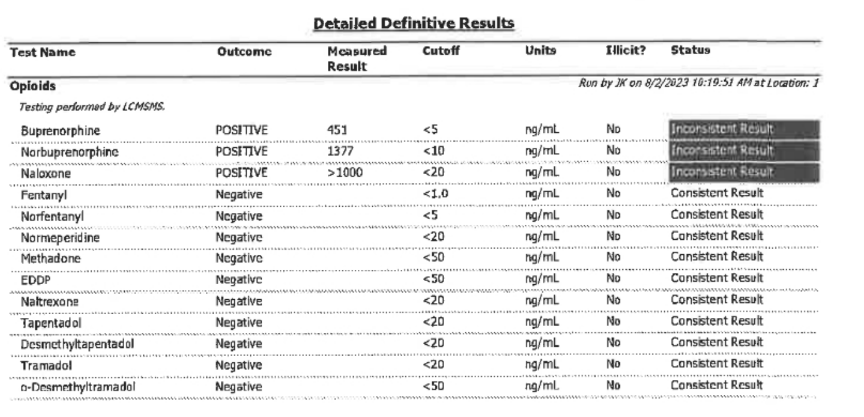 Detailed Definitive Results
Test Name Outcome Measured Result Cutoff Units Illicit? Status
Opioids Run by JK on 8/2/2023 10:19:51 AM at Location: 1
Testing performed by LCMSMS.
Buprenorphine POSITIVE 451 <5 ng/mL No Inconsistent Result
Norbuprenorphine POSITIVE 1377 <10 ng/mL No Inconsistent Result
Naloxone POSITIVE >1000 <20 ng/mL No Inconsistent Result
Fentanyl Negative <1.0 ng/mL No Consistent Result
Norfentanyl Negative <5 ng/mL No Consistent Result
Normeperidine Negative <20 ng/mL No Consistent Result
Methadone Negative <50 ng/mL No Consistent Result
EDDP Negative <50 ng/mL No Consistent Result
Naltrexone Negative <20 ng/mL No Consistent Result
Tapentadol Negative <20 ng/mL No Consistent Result
Desmethyltapentadol Negative <20 ng/mL No Consistent Result
Tramadol Negative <20 ng/mL No Consistent Result
o-Desmethyltramadol Negative <50 ng/mL No Consistent Result